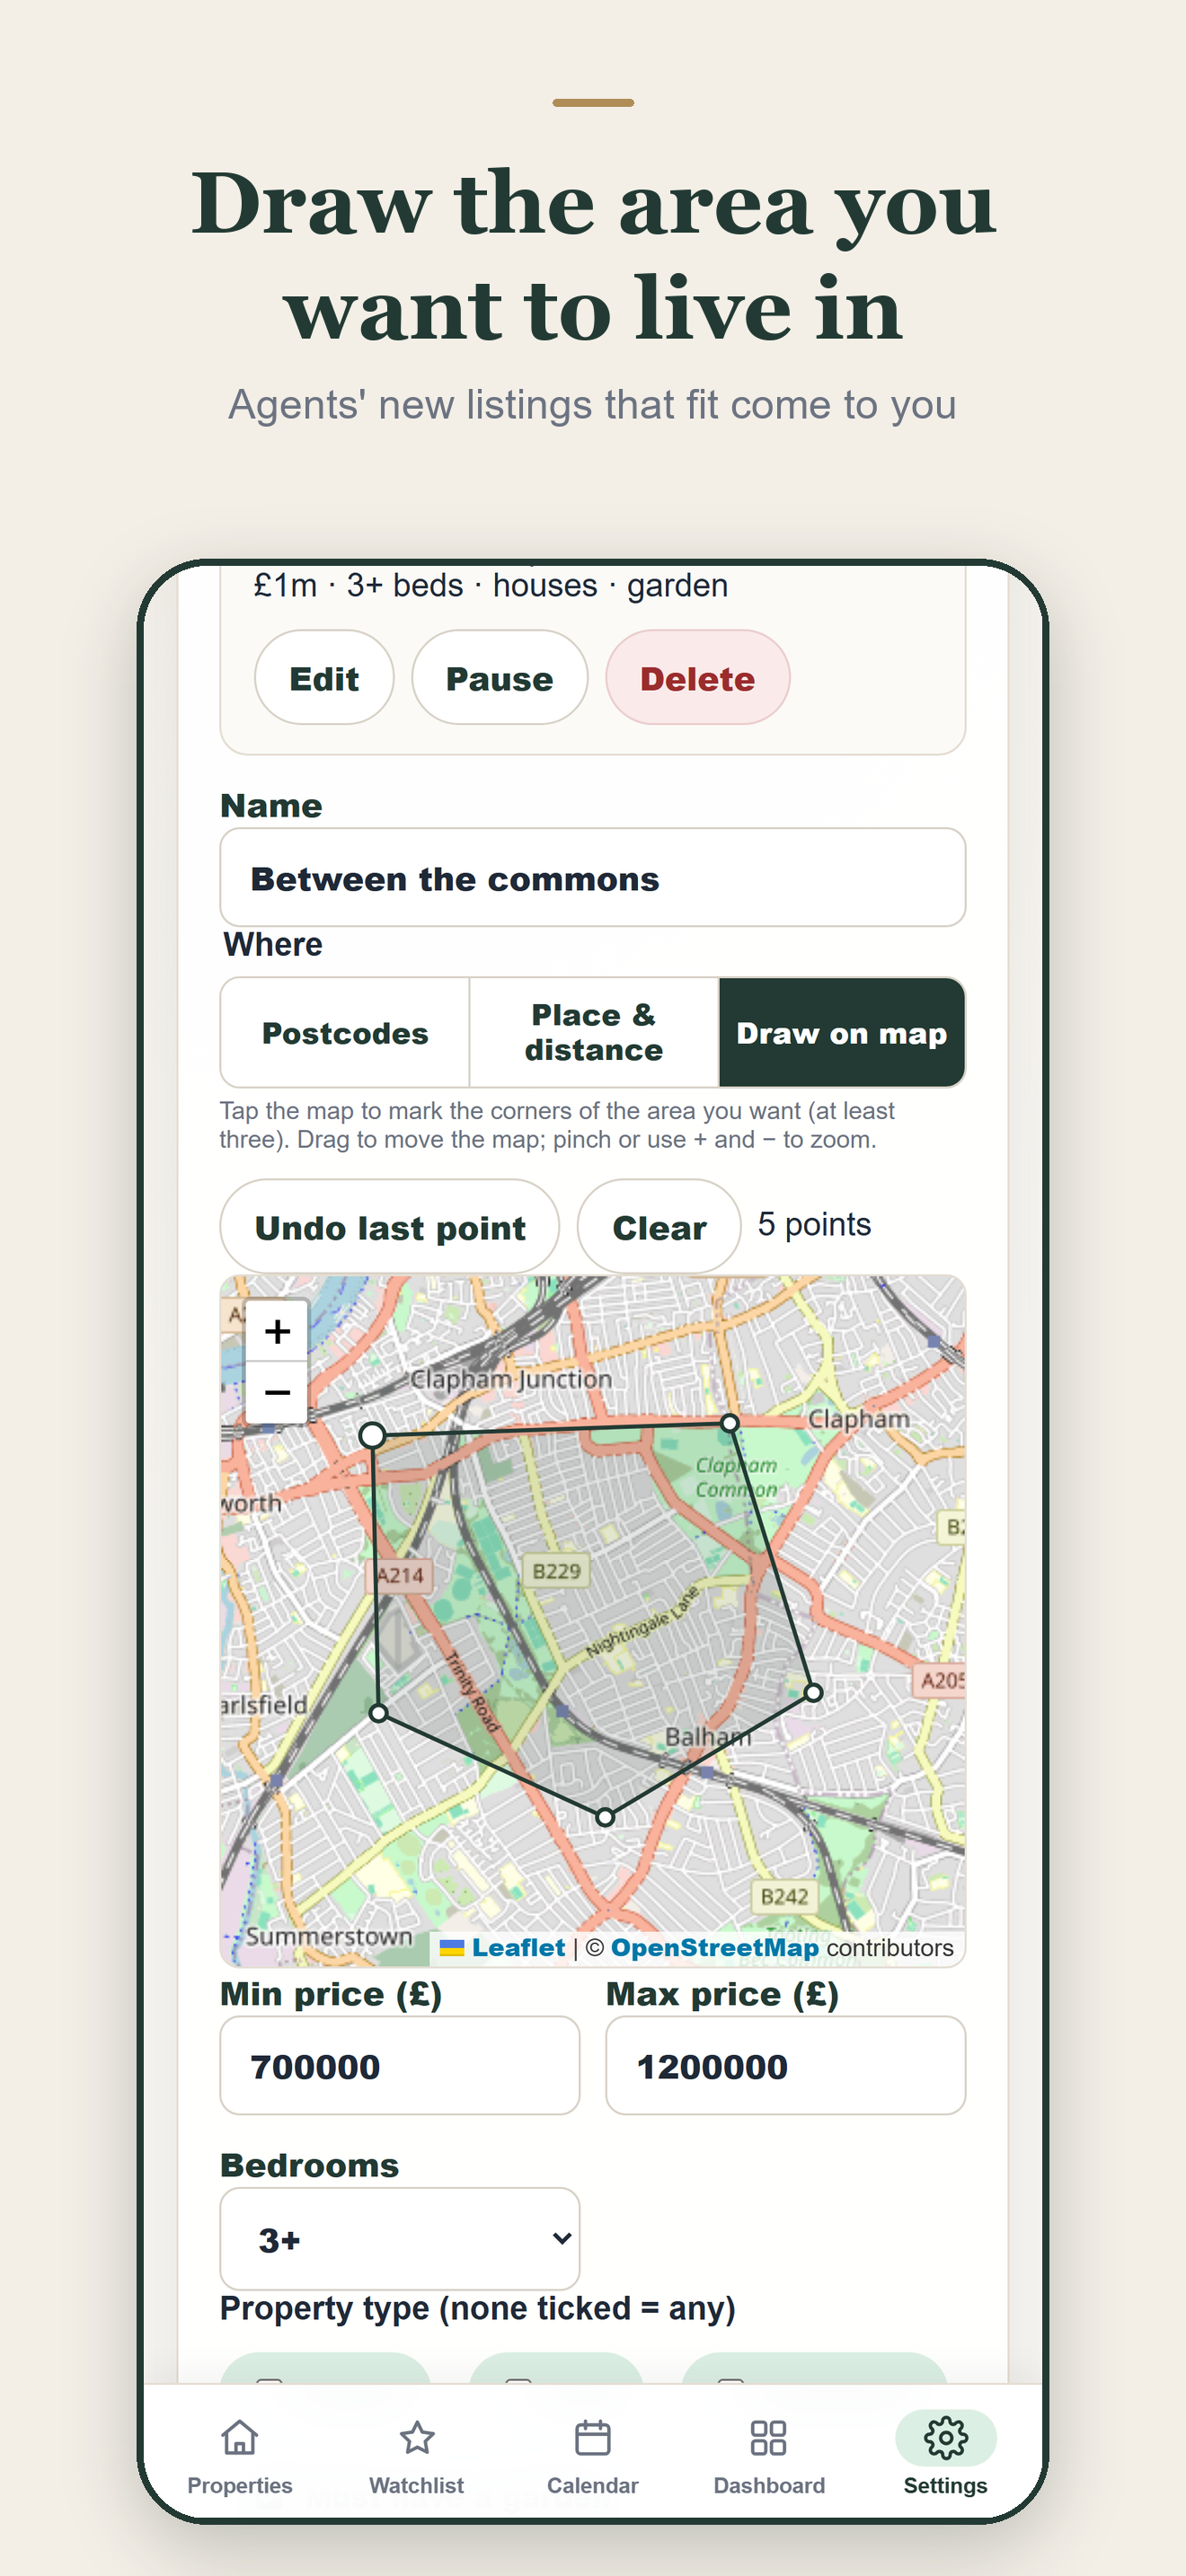 Draw the area you
want to live in
Agents' new listings that fit come to you
£1m · 3+ beds · houses · garden
Edit Pause Delete
Name
Between the commons
Where
Postcodes
Place &
distance
Draw on map
Tap the map to mark the corners of the area you want (at least
three). Drag to move the map; pinch or use + and − to zoom.
Undo last point Clear 5 points
+
−
Clapham Junction
Clapham
Clapham
Common
worth
B229
A214
Nightingale Lane
Trinity Road
A205
arlsfield
Balham
B242
Summerstown
Leaflet | © OpenStreetMap contributors
Min price (£) Max price (£)
700000 1200000
Bedrooms
3+
Property type (none ticked = any)
Properties Watchlist Calendar Dashboard Settings